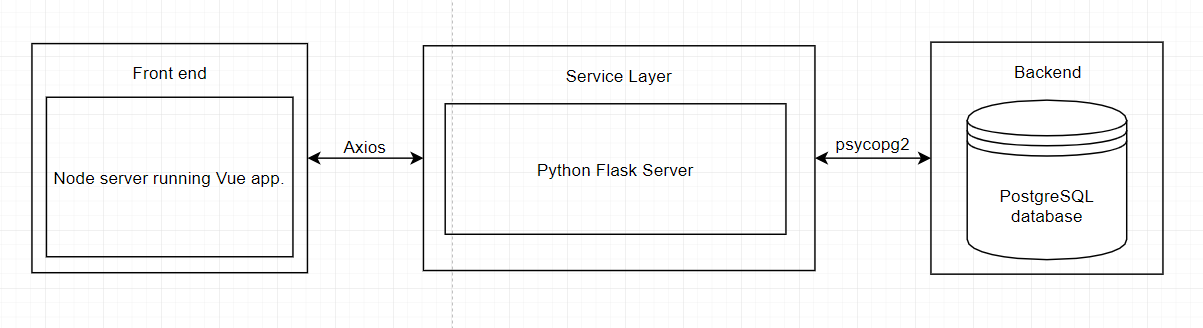 Front end
Node server running Vue app.
Axios
Service Layer
Python Flask Server
psycopg2
Backend
PostgreSQL
database